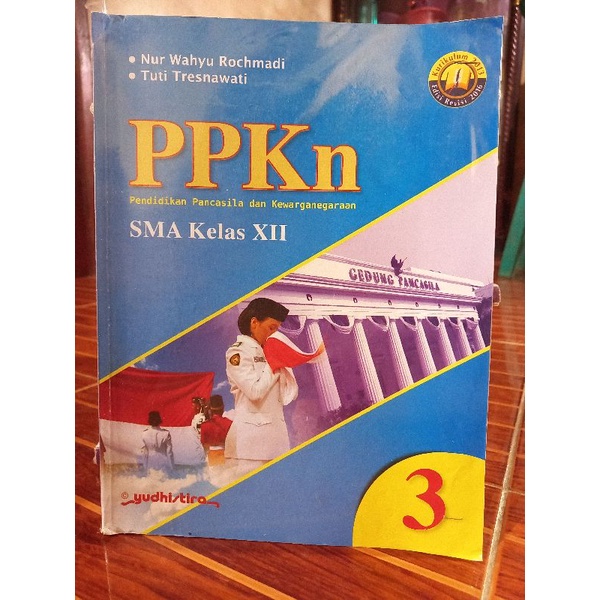 • Nur Wahyu Rochmadi
• Tuti Tresnawati
Kurikulum 2013
Edisi Revisi 2016
PPKn
Pendidikan Pancasila dan Kewarganegaraan
SMA Kelas XII
GEDUNG PANCASILA
yudhistira
3